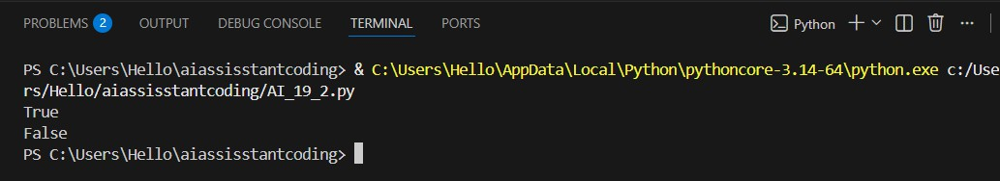 PROBLEMS 2 OUTPUT DEBUG CONSOLE TERMINAL PORTS Python
PS C:\Users\Hello\aiassisstantcoding> & C:\Users\Hello\AppData\Local\Python\pythoncore-3.14-64\python.exe c:/Use
rs/Hello/aiassisstantcoding/AI_19_2.py
True
False
PS C:\Users\Hello\aiassisstantcoding>